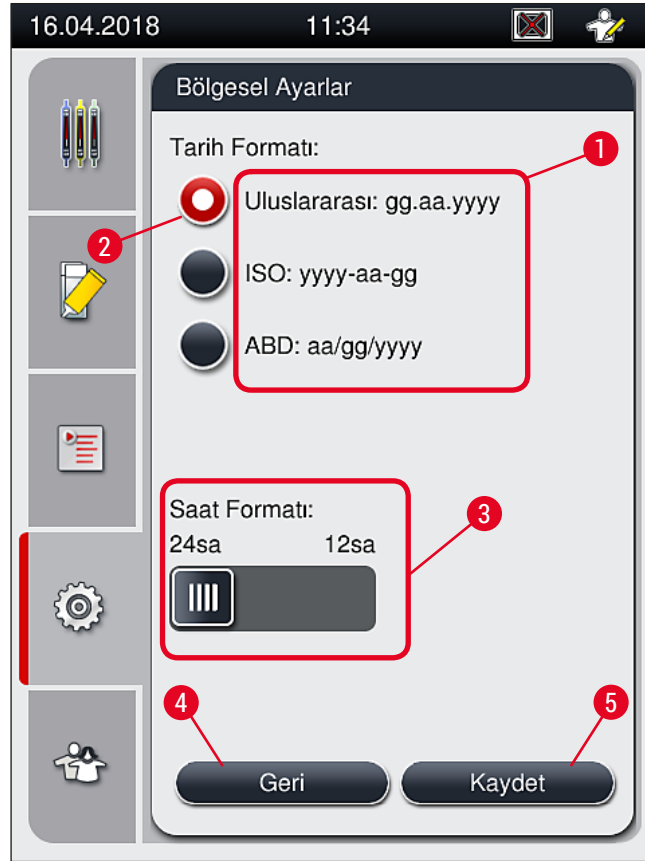 16.04.2018 11:34
Bölgesel Ayarlar
Tarih Formatı:
1
Uluslararası: gg.aa.yyyy
2
ISO: yyyy-aa-gg
ABD: aa/gg/yyyy
Saat Formatı:
3
24sa 12sa
4
5
Geri Kaydet